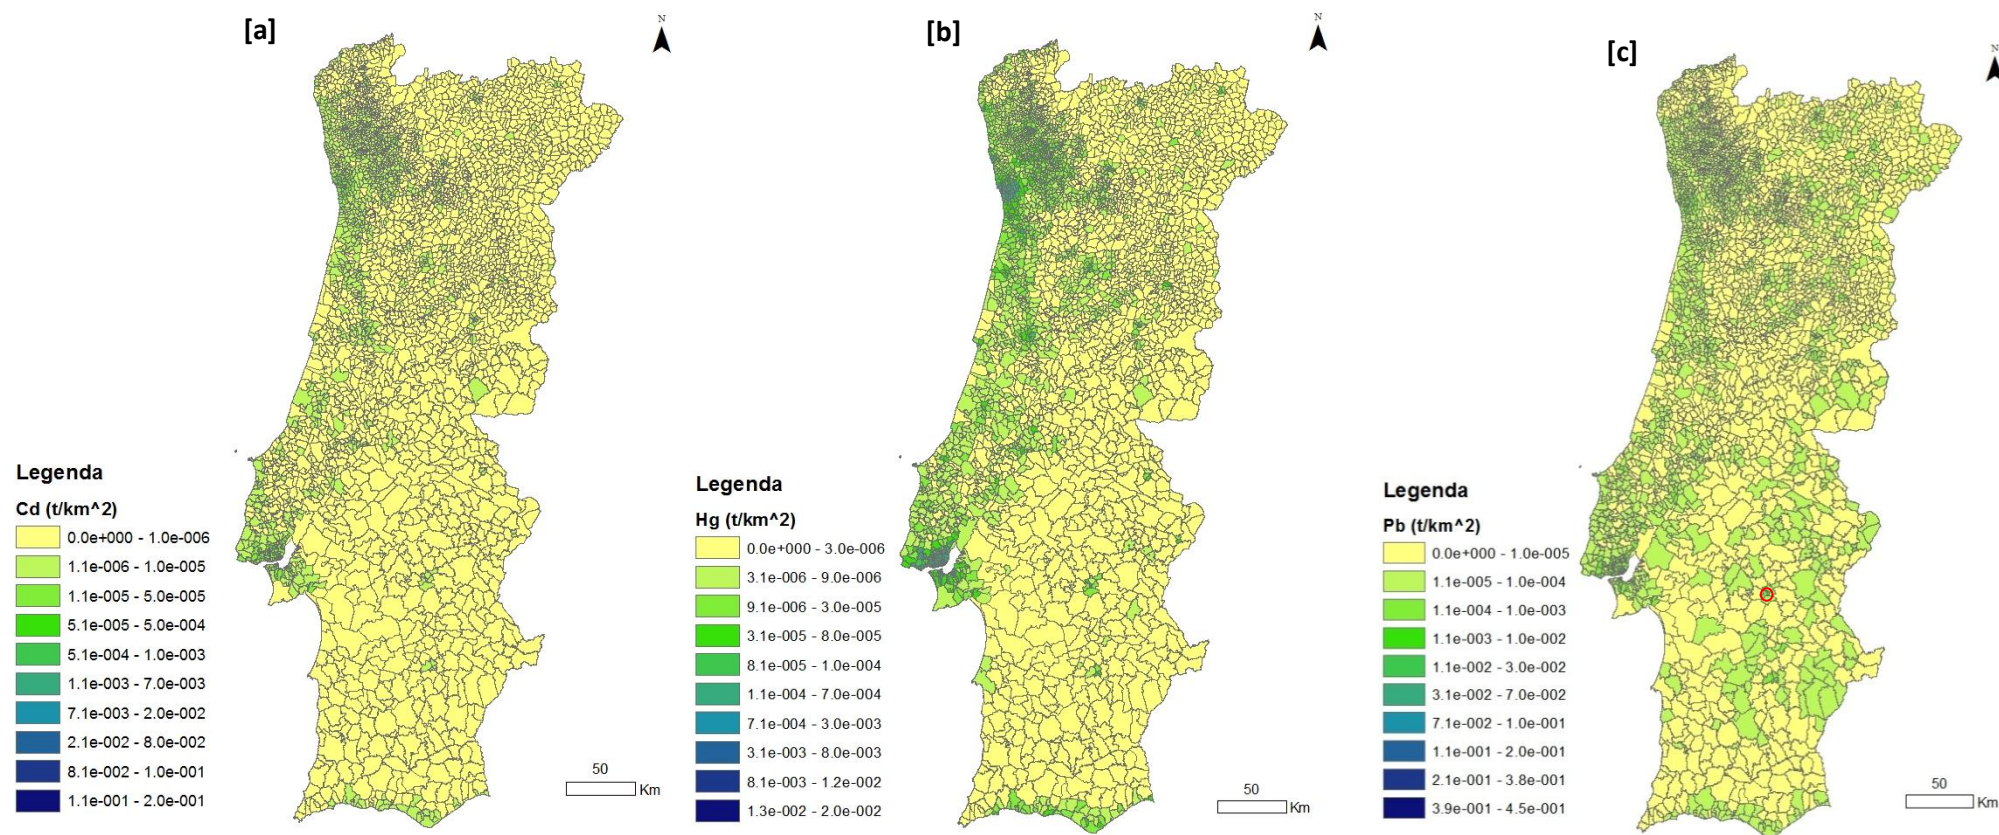 [a]
N
Legenda
Cd (t/km^2)
0.0e+000 - 1.0e-006
1.1e-006 - 1.0e-005
1.1e-005 - 5.0e-005
5.1e-005 - 5.0e-004
5.1e-004 - 1.0e-003
1.1e-003 - 7.0e-003
7.1e-003 - 2.0e-002
2.1e-002 - 8.0e-002
8.1e-002 - 1.0e-001
1.1e-001 - 2.0e-001
50
Km
[b]
N
Legenda
Hg (t/km^2)
0.0e+000 - 3.0e-006
3.1e-006 - 9.0e-006
9.1e-006 - 3.0e-005
3.1e-005 - 8.0e-005
8.1e-005 - 1.0e-004
1.1e-004 - 7.0e-004
7.1e-004 - 3.0e-003
3.1e-003 - 8.0e-003
8.1e-003 - 1.2e-002
1.3e-002 - 2.0e-002
50
Km
[c]
N
Legenda
Pb (t/km^2)
0.0e+000 - 1.0e-005
1.1e-005 - 1.0e-004
1.1e-004 - 1.0e-003
1.1e-003 - 1.0e-002
1.1e-002 - 3.0e-002
3.1e-002 - 7.0e-002
7.1e-002 - 1.0e-001
1.1e-001 - 2.0e-001
2.1e-001 - 3.8e-001
3.9e-001 - 4.5e-001
50
Km